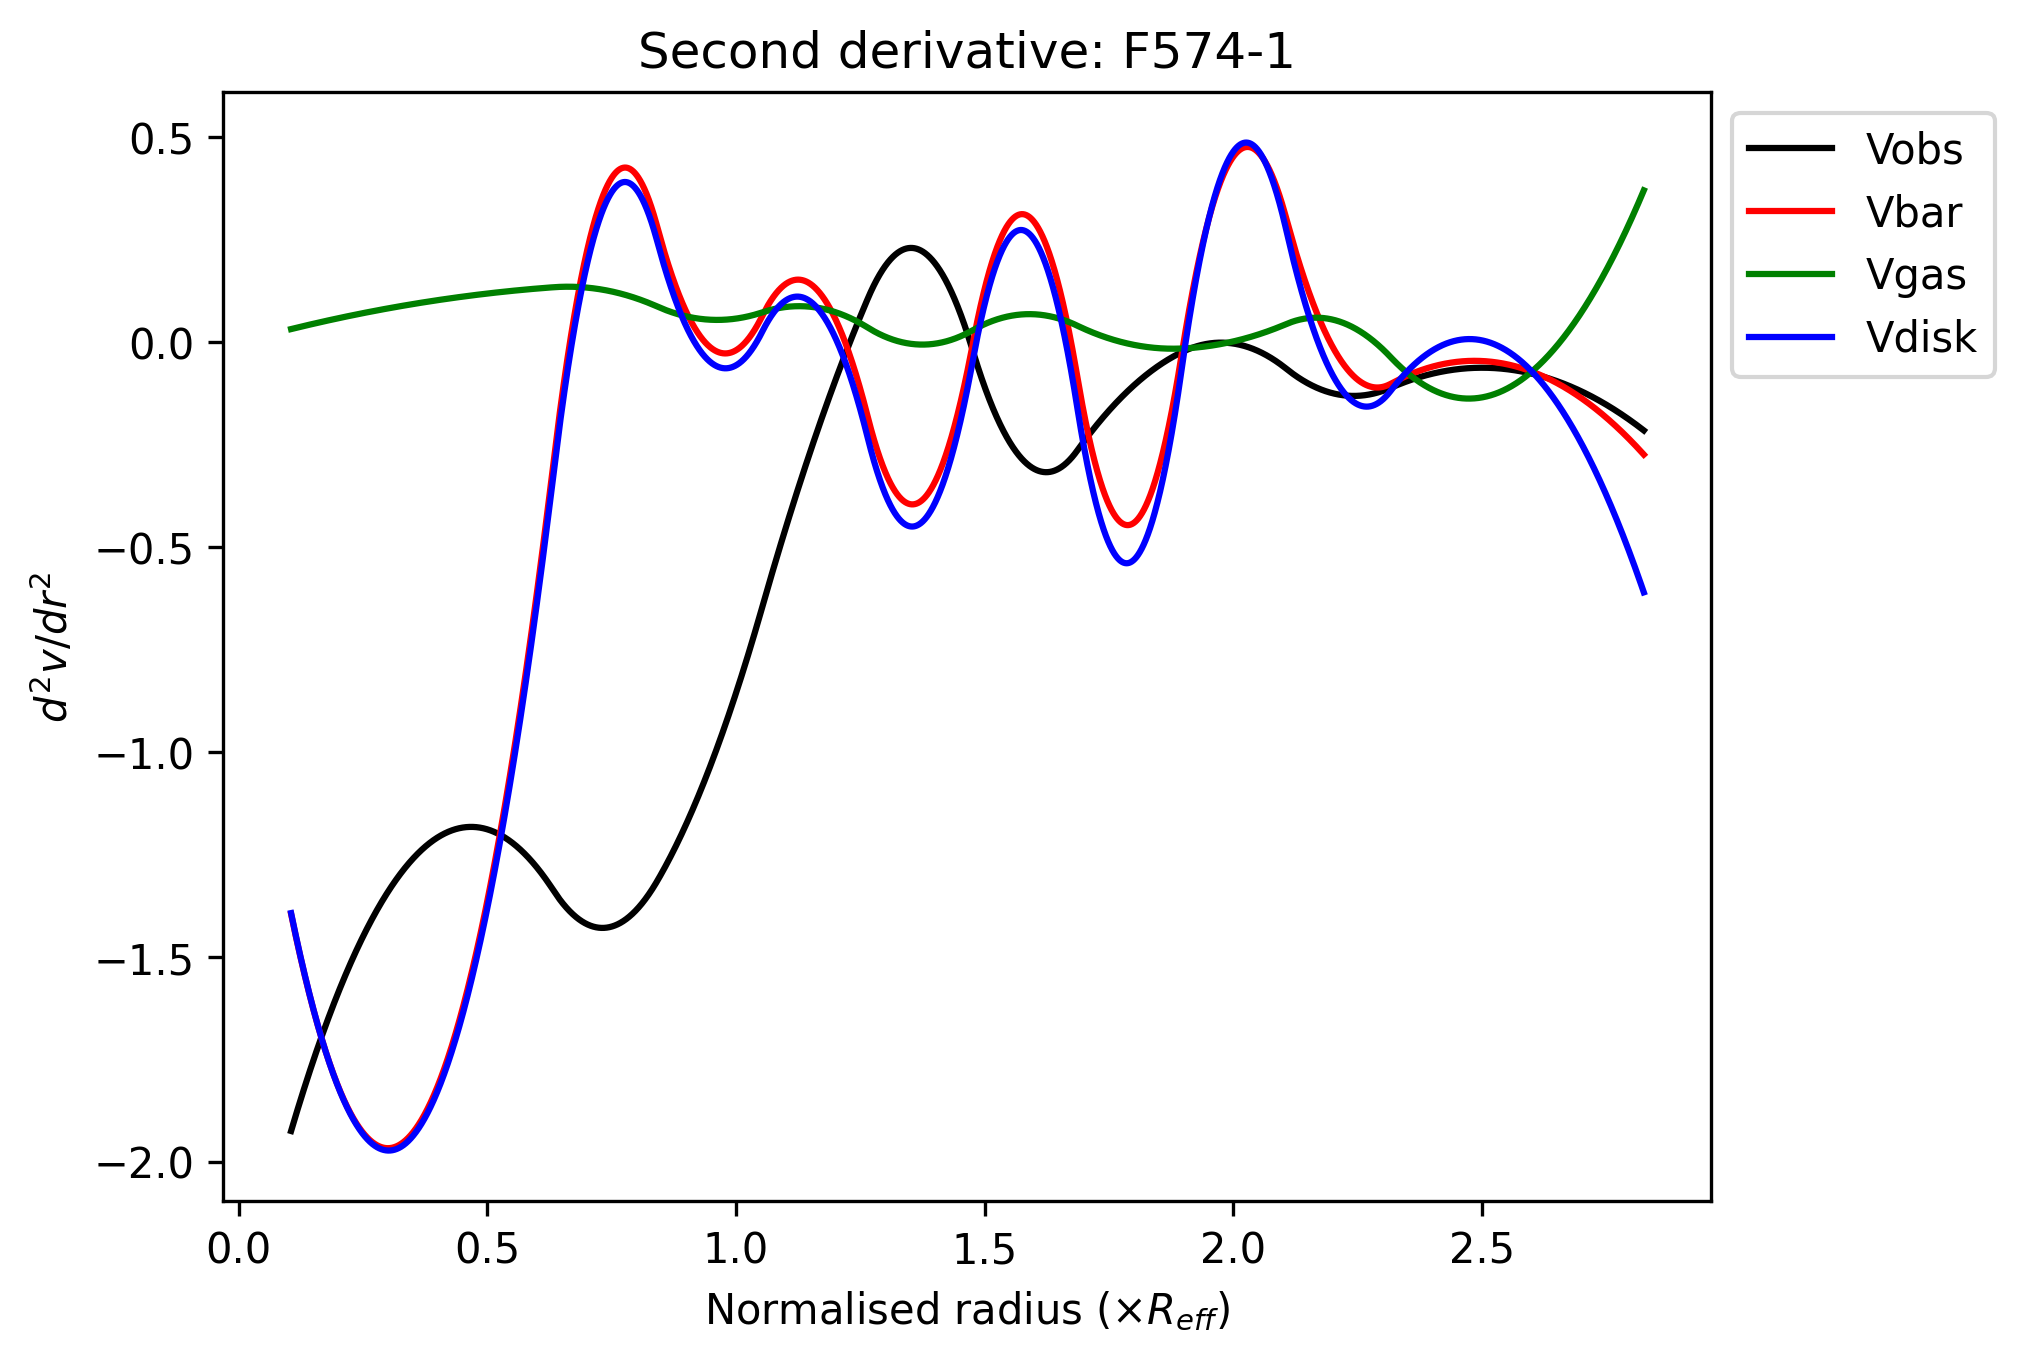 Second derivative: F574-1
Vobs
Vbar
Vgas
Vdisk
0.5
0.0
−0.5
−1.0
−1.5
−2.0
d²v/dr²
0.0 0.5 1.0 1.5 2.0 2.5
Normalised radius (×R_eff)